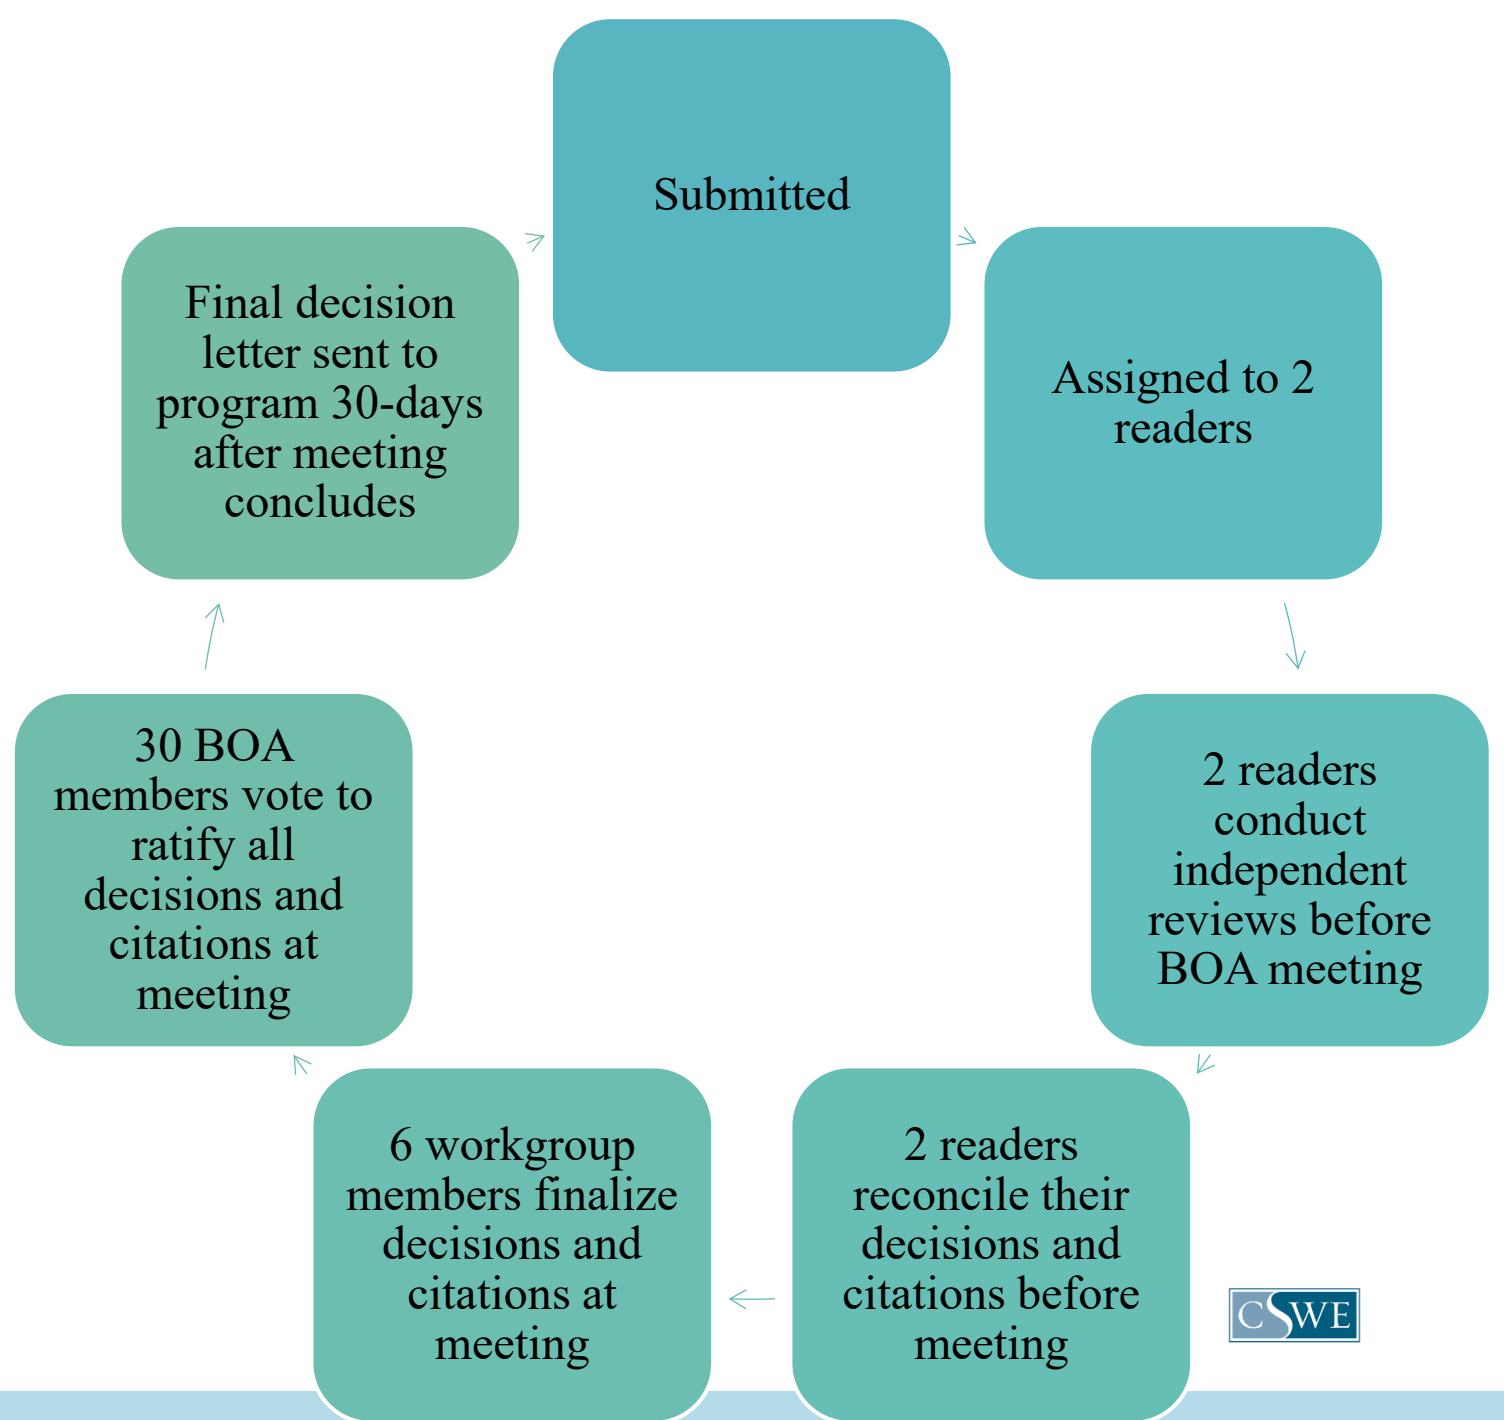 Submitted
Assigned to 2
readers
2 readers
conduct
independent
reviews before
BOA meeting
2 readers
reconcile their
decisions and
citations before
meeting
6 workgroup
members finalize
decisions and
citations at
meeting
30 BOA
members vote to
ratify all
decisions and
citations at
meeting
Final decision
letter sent to
program 30-days
after meeting
concludes
CSWE